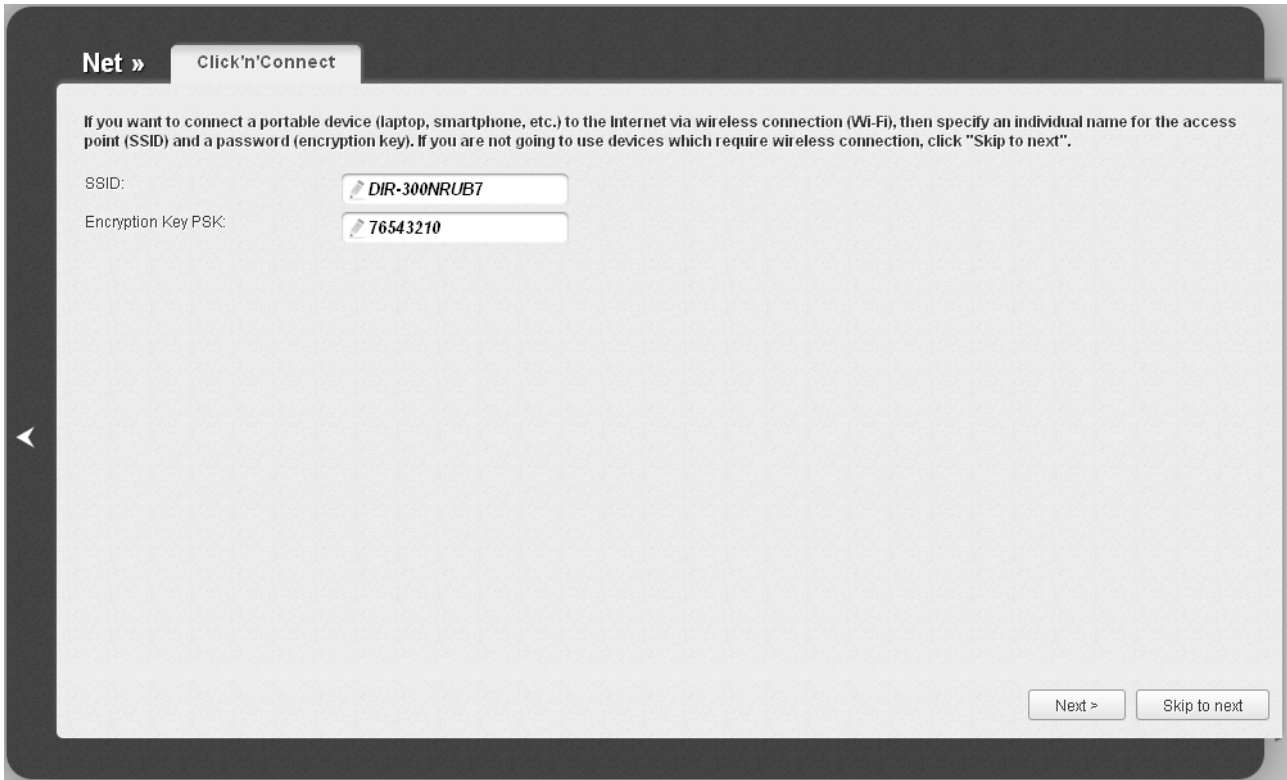 Net »
Click'n'Connect
If you want to connect a portable device (laptop, smartphone, etc.) to the Internet via wireless connection (Wi-Fi), then specify an individual name for the access
point (SSID) and a password (encryption key). If you are not going to use devices which require wireless connection, click "Skip to next".
SSID:
DIR-300NRUB7
Encryption Key PSK:
76543210
Next >
Skip to next